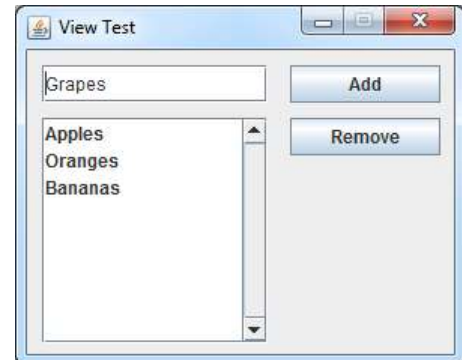 View Test
Grapes
Add
Apples
Remove
Oranges
Bananas